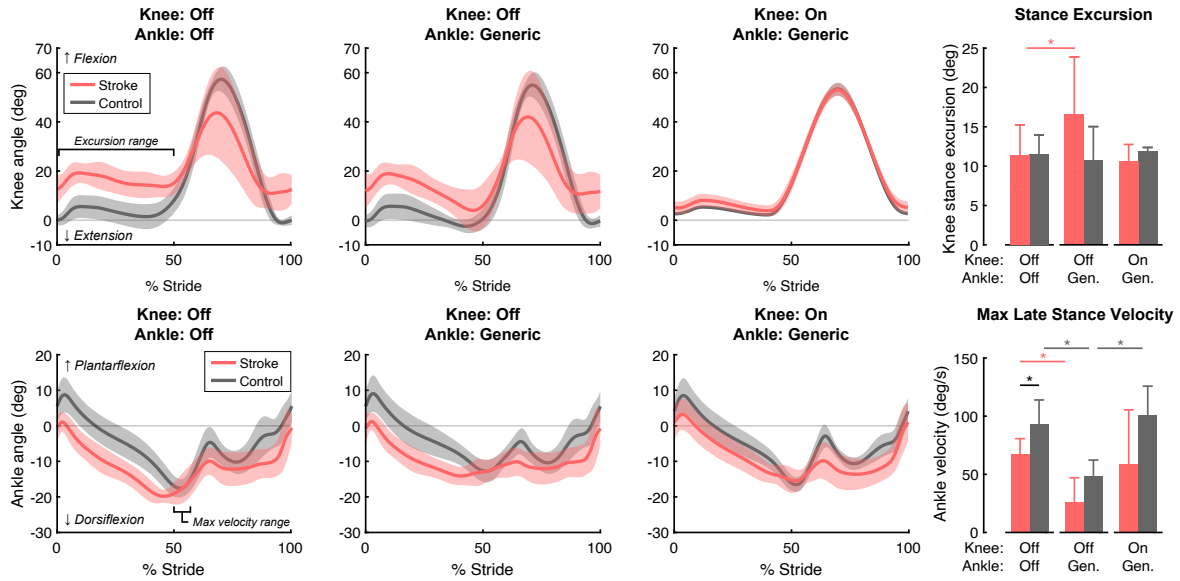 Knee: Off
Ankle: Off
Knee: Off
Ankle: Generic
Knee: On
Ankle: Generic
Stance Excursion
Knee angle (deg)
70
60
40
20
0
-10
↑ Flexion
Stroke
Control
Excursion range
↓ Extension
0
50
100
% Stride
70
60
40
20
0
-10
0
50
100
% Stride
70
60
40
20
0
-10
0
50
100
% Stride
Knee stance excursion (deg)
30
25
20
15
10
5
0
*
Knee: Off Off On
Ankle: Off Gen. Gen.
Knee: Off
Ankle: Off
Knee: Off
Ankle: Generic
Knee: On
Ankle: Generic
Max Late Stance Velocity
Ankle angle (deg)
20
10
0
-10
-20
-30
↑ Plantarflexion
Stroke
Control
↓ Dorsiflexion
Max velocity range
0
50
100
% Stride
20
10
0
-10
-20
-30
0
50
100
% Stride
20
10
0
-10
-20
-30
0
50
100
% Stride
Ankle velocity (deg/s)
150
100
50
0
* *
*
*
Knee: Off Off On
Ankle: Off Gen. Gen.